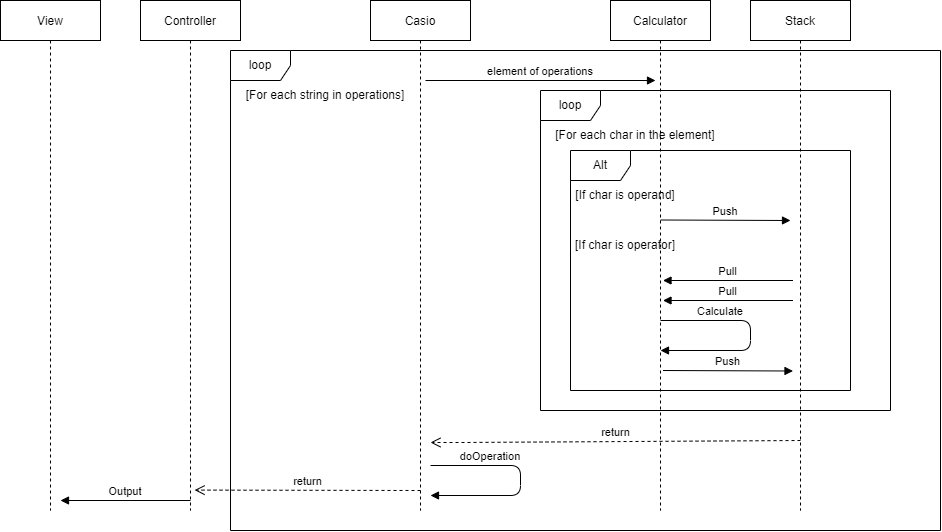 View
Controller
Casio
Calculator
Stack
loop
element of operations
[For each string in operations]
loop
[For each char in the element]
Alt
[If char is operand]
Push
[If char is operator]
Pull
Pull
Calculate
Push
return
doOperation
return
Output